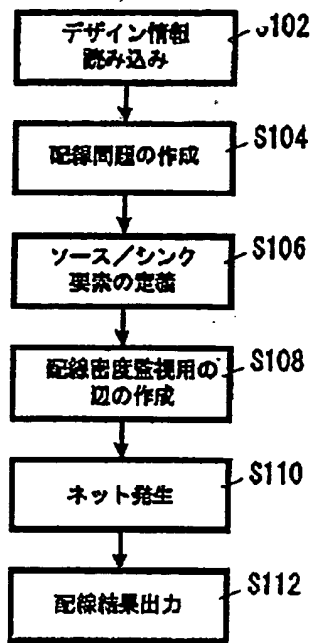 デザイン情報
読み込み
S102
配線問題の作成
S104
ソース／シンク
要素の定義
S106
配線密度監視用の
辺の作成
S108
ネット発生
S110
配線結果出力
S112